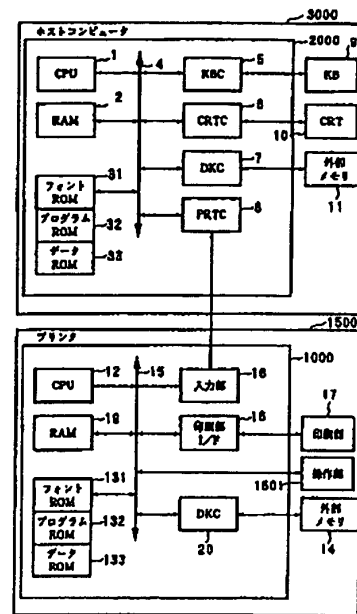 3000
ホストコンピュータ
2000
1
CPU
4
5
KBC
9
KB
2
RAM
6
CRTC
CRT
10
7
DKC
外部
メモリ
11
31
フォント
ROM
プログラム
ROM
32
データ
ROM
33
8
PRTC
1500
プリンタ
1000
12
CPU
15
16
入力部
17
19
RAM
印刷部
I/F
18
印刷部
操作部
1501
131
フォント
ROM
プログラム
ROM
132
データ
ROM
133
DKC
20
外部
メモリ
14